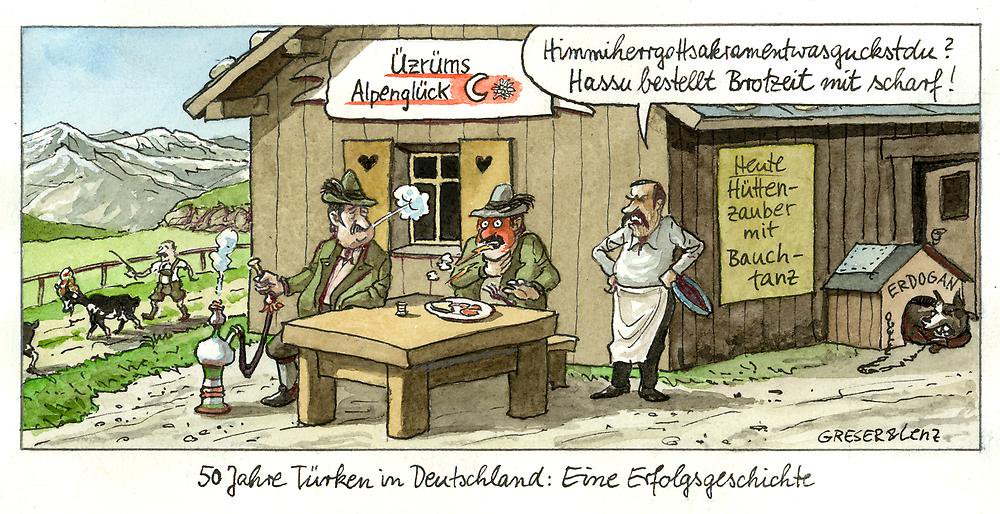 Üzrüms
Alpenglück
Himmiherrgottsakramentwasguckstdu?
Hassu bestellt Brotzeit mit scharf!
Heute
Hütten-
zauber
mit
Bauch-
tanz
ERDOGAN
GRESER&Lenz
50 Jahre Türken in Deutschland: Eine Erfolgsgeschichte